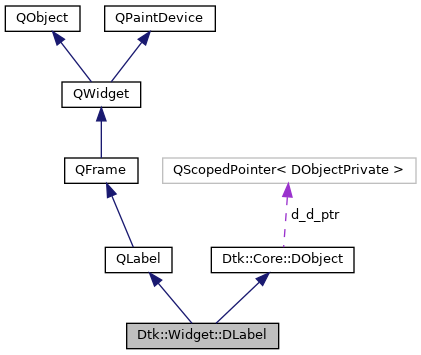 QObject
QPaintDevice
QWidget
QFrame
QScopedPointer< DObjectPrivate >
d_d_ptr
QLabel
Dtk::Core::DObject
Dtk::Widget::DLabel